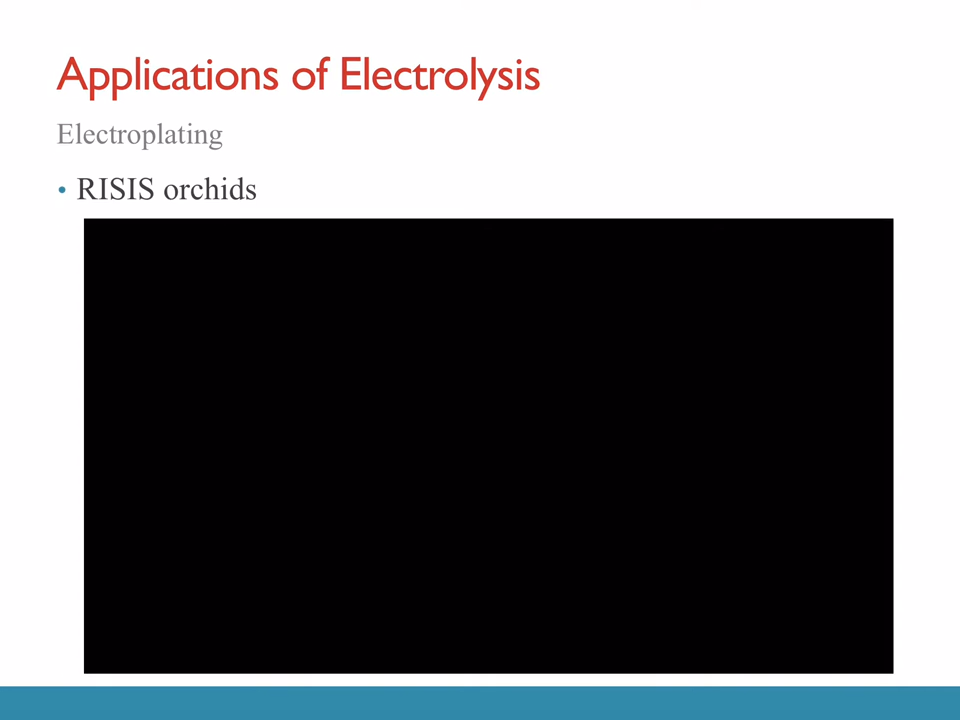 Applications of Electrolysis
Electroplating
• RISIS orchids